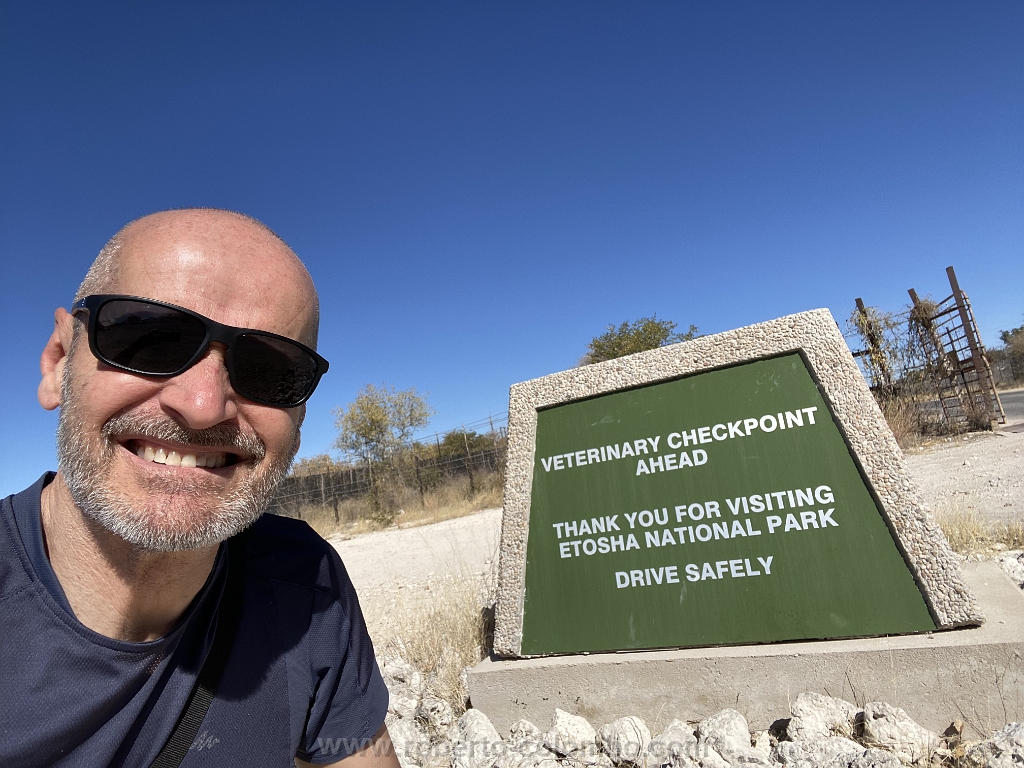 VETERINARY CHECKPOINT
AHEAD
THANK YOU FOR VISITING
ETOSHA NATIONAL PARK
DRIVE SAFELY